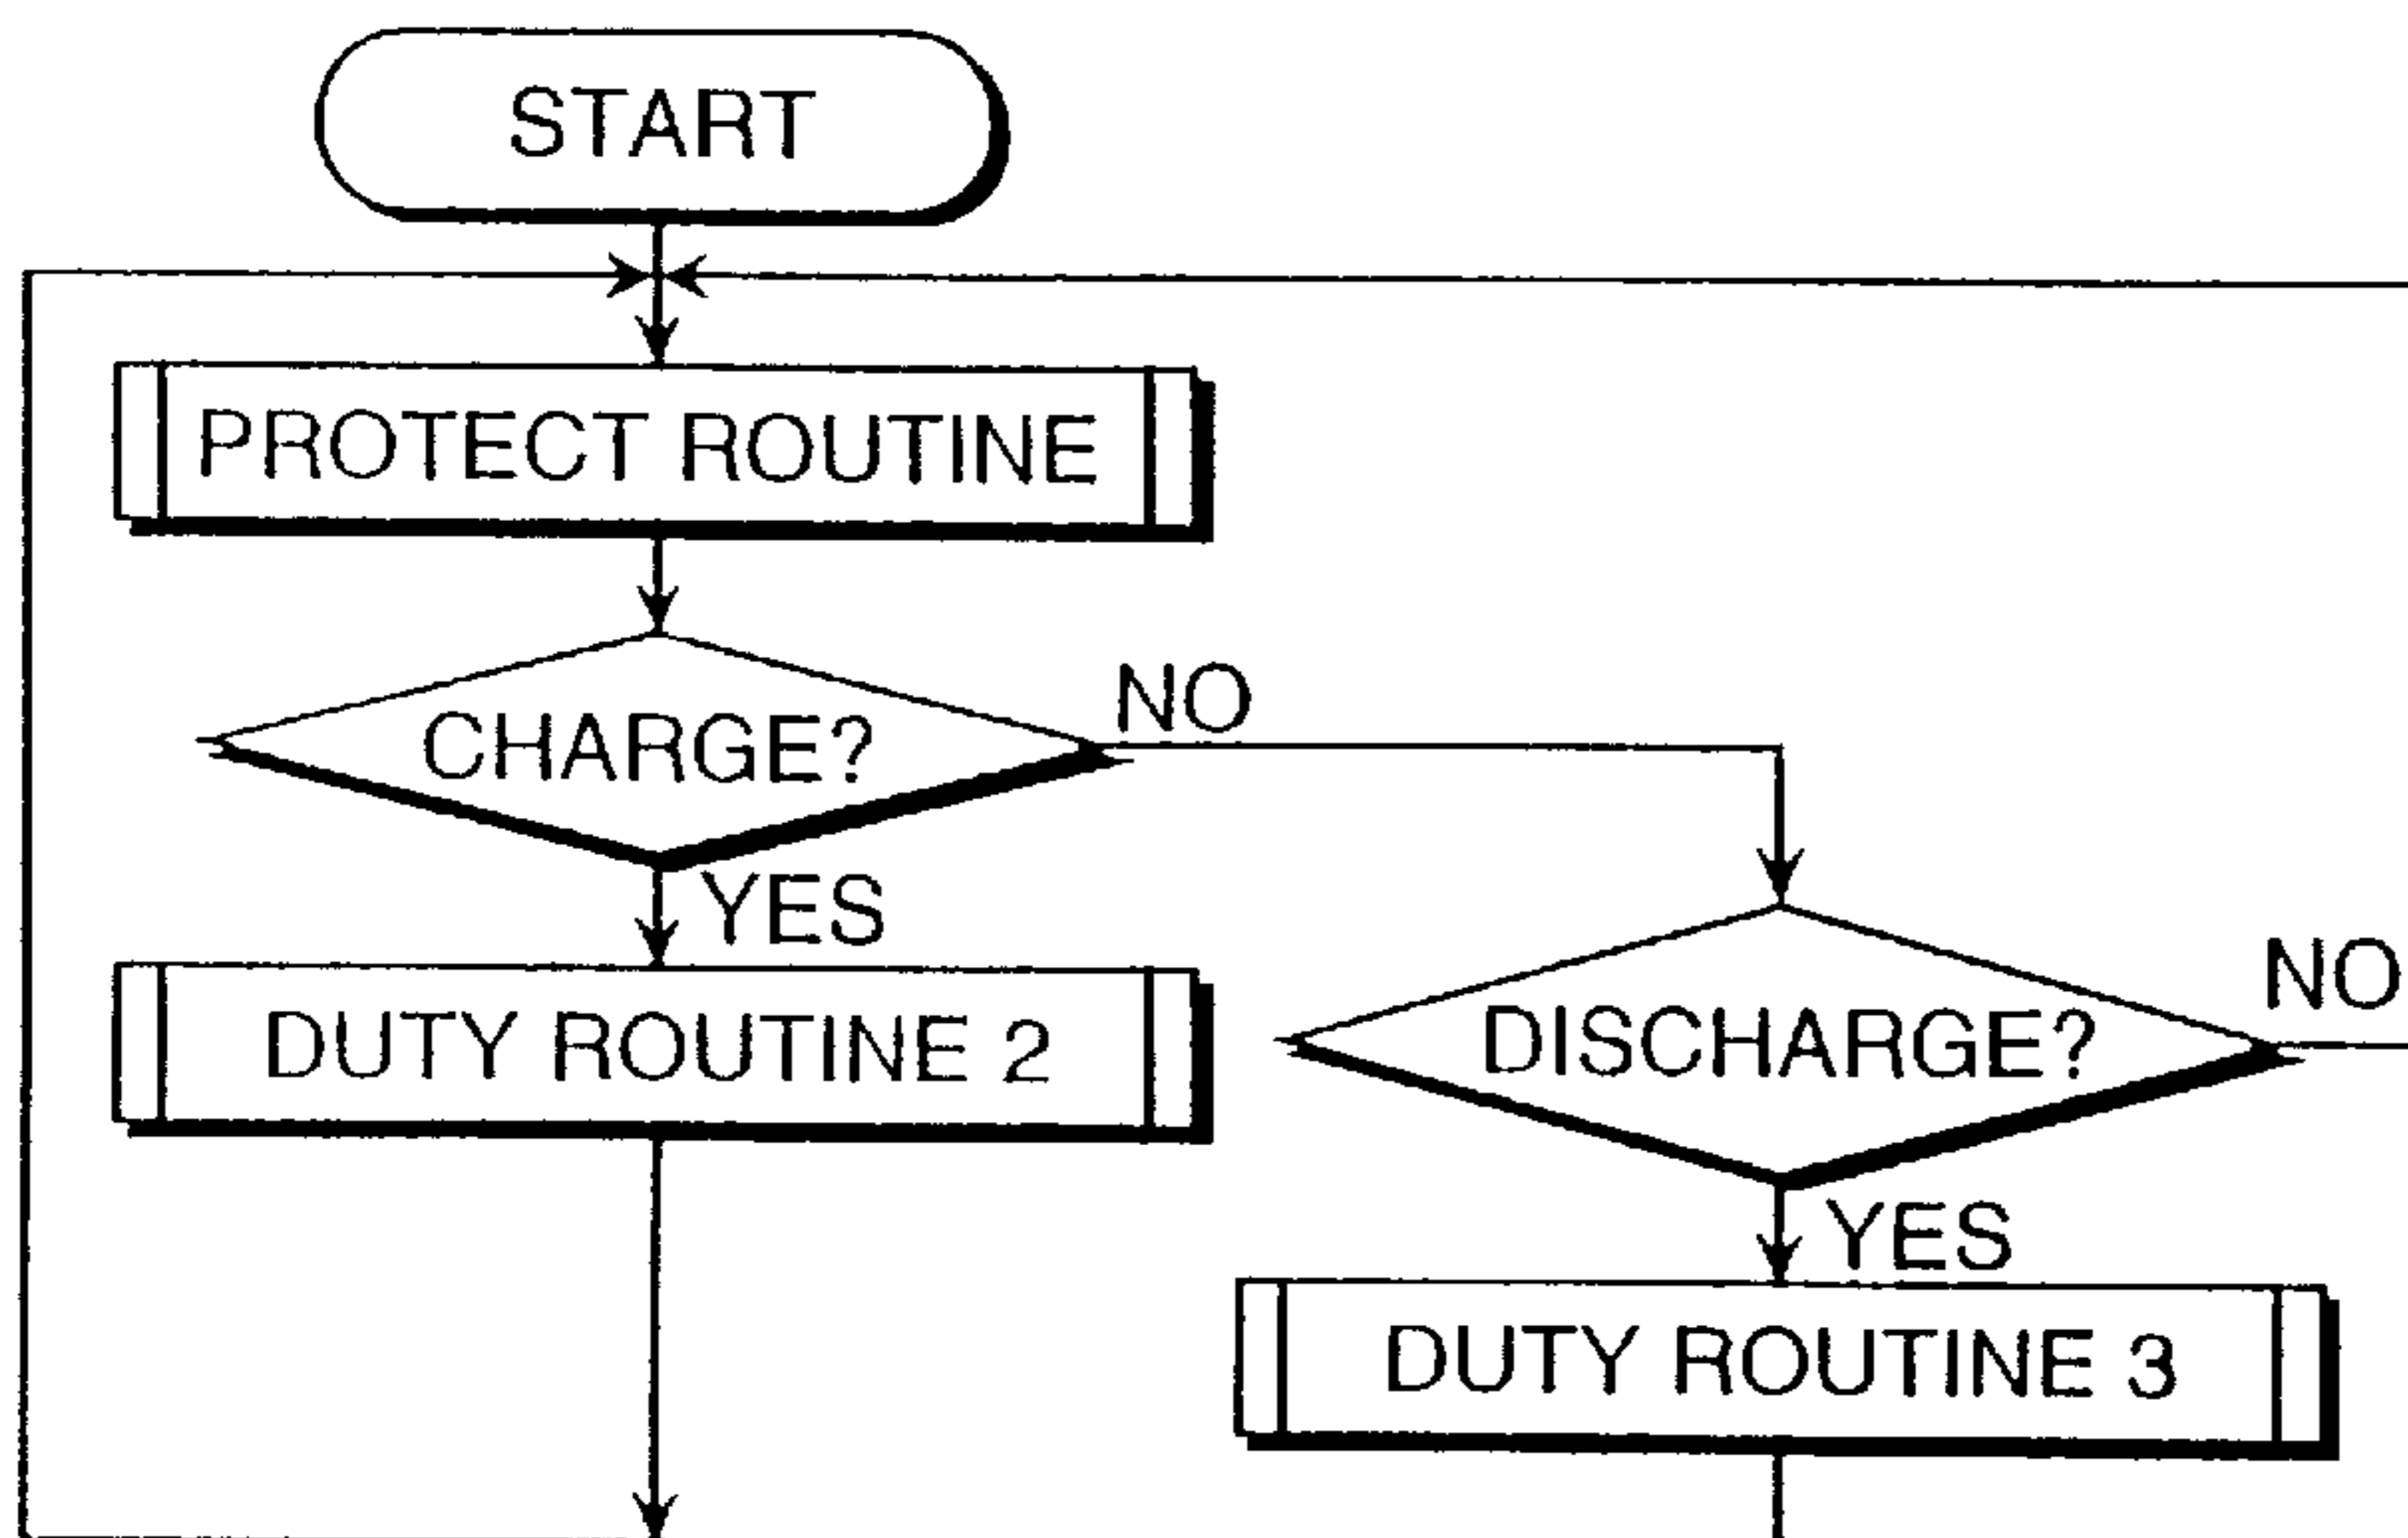 START
PROTECT ROUTINE
CHARGE?
NO
YES
DUTY ROUTINE 2
DISCHARGE?
NO
YES
DUTY ROUTINE 3